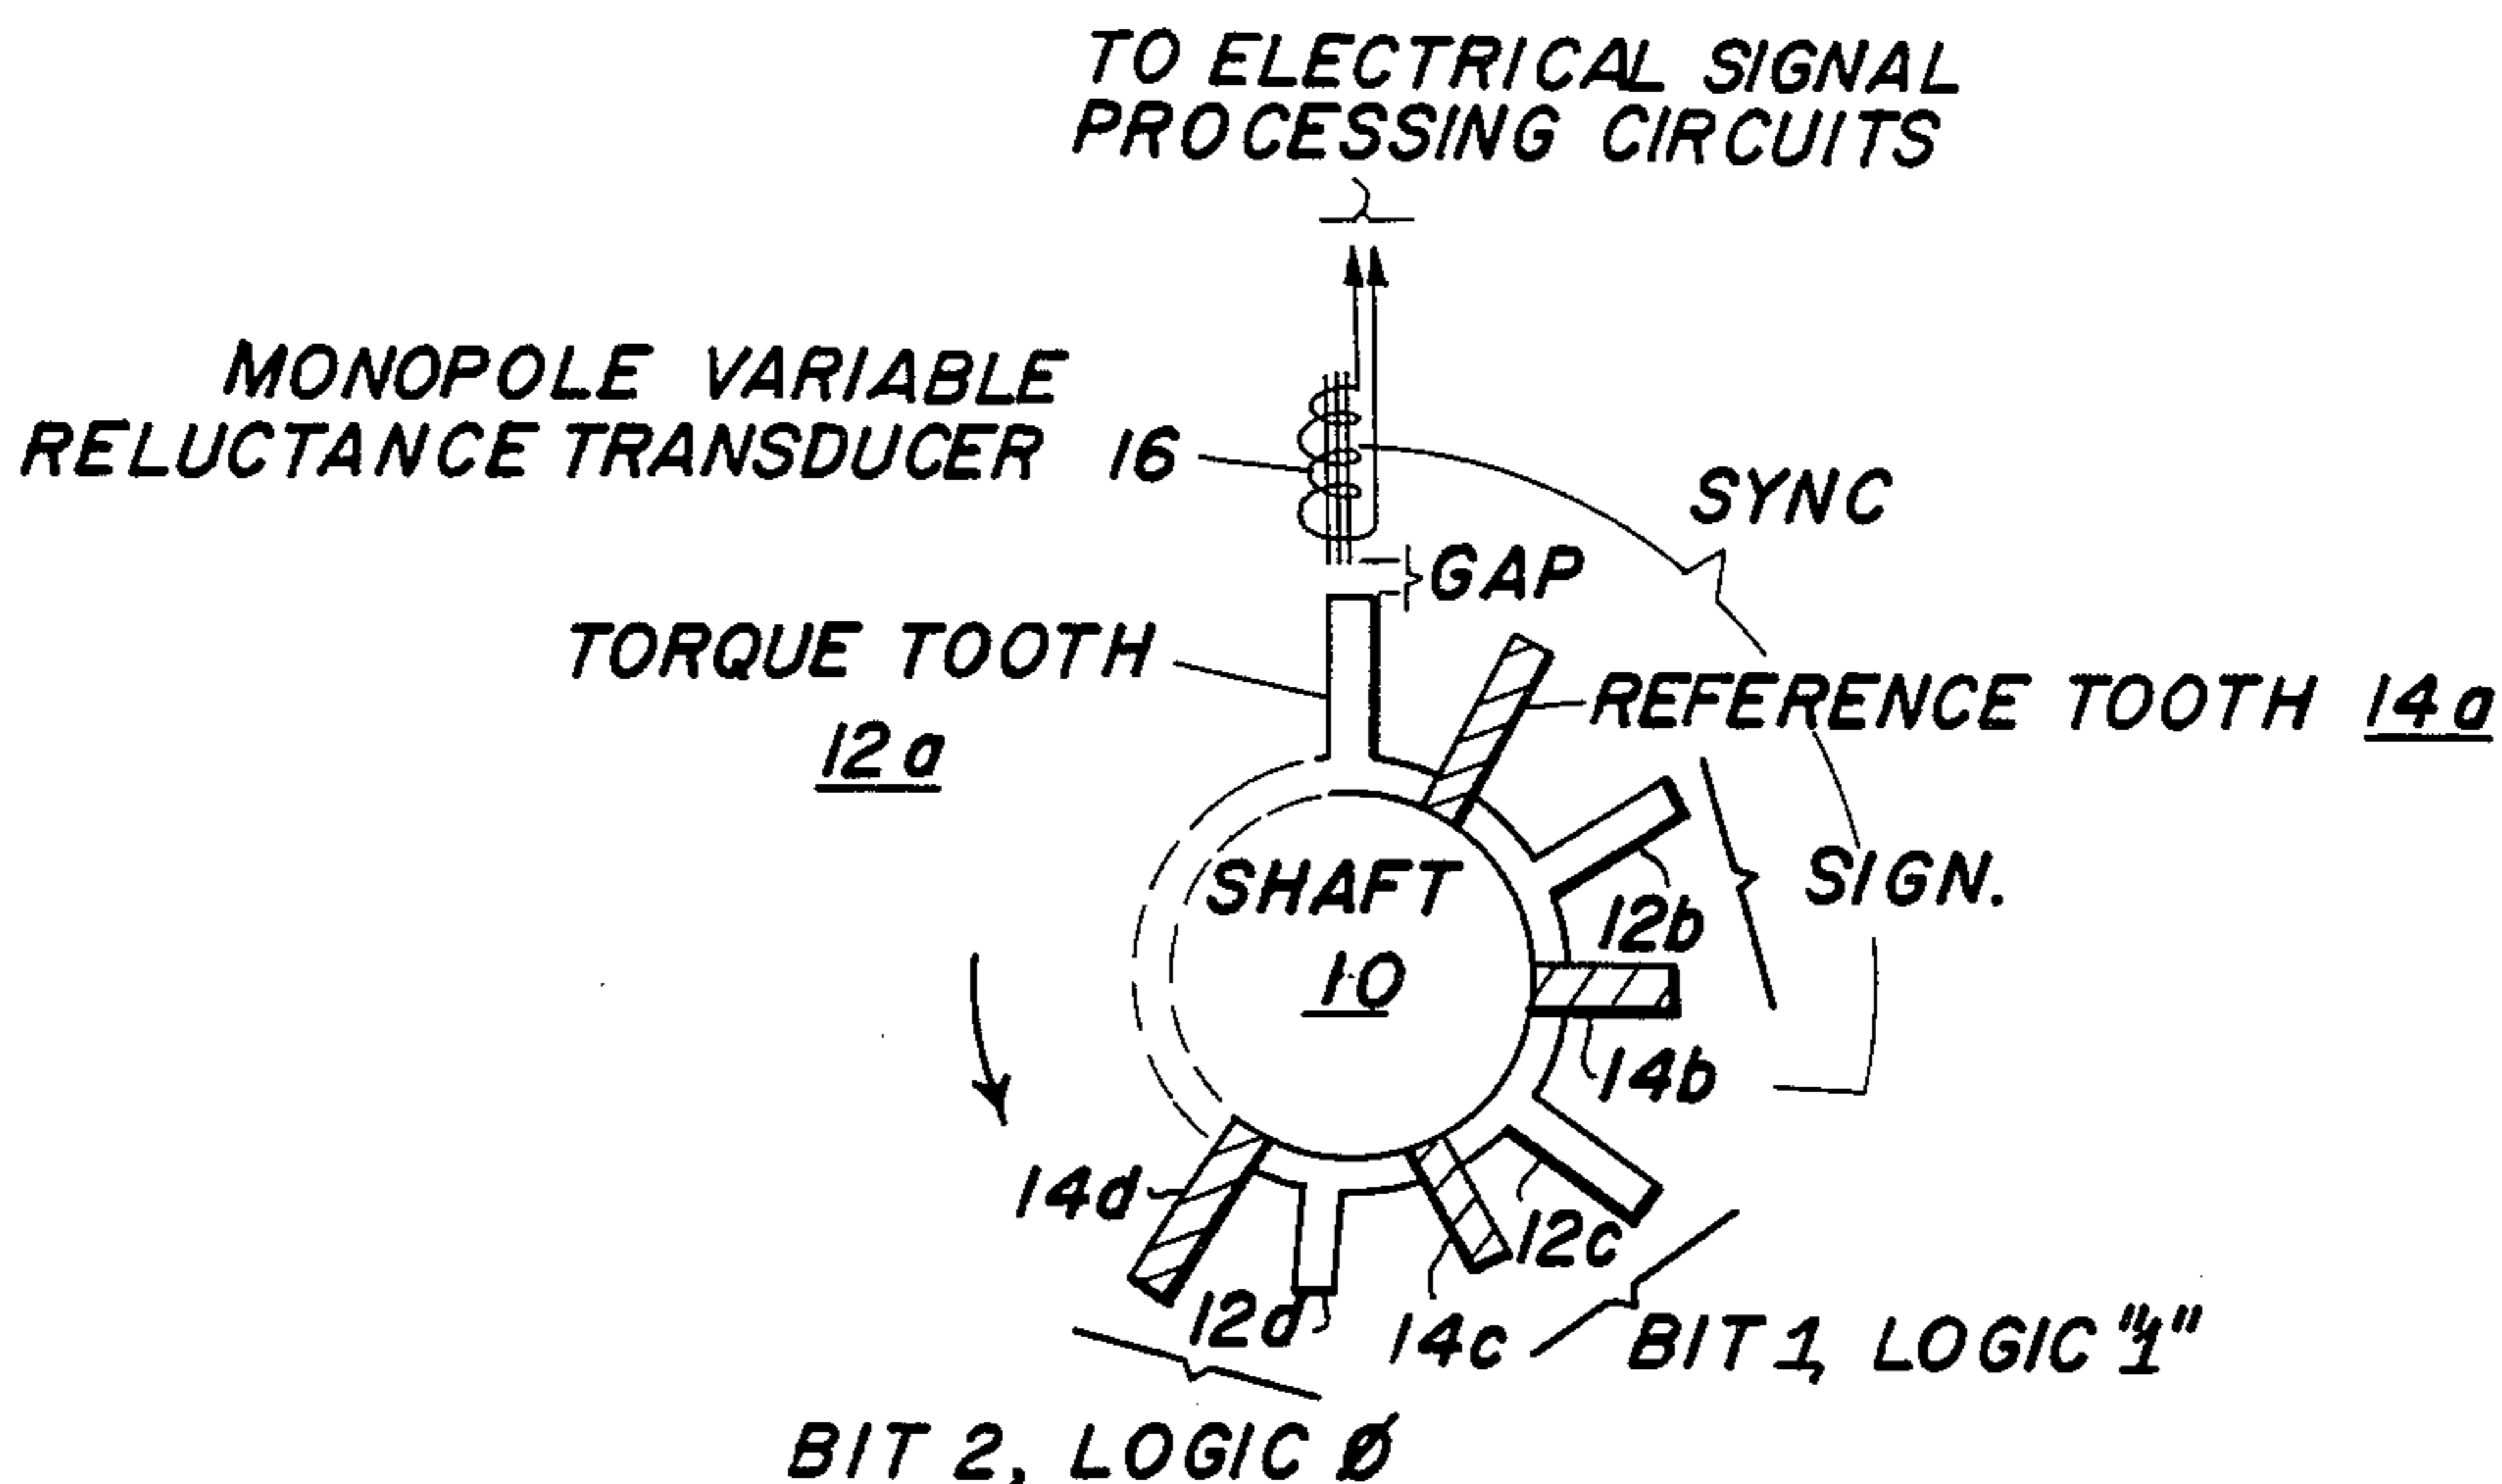 TO ELECTRICAL SIGNAL
PROCESSING CIRCUITS
MONOPOLE VARIABLE
RELUCTANCE TRANSDUCER 16
SYNC
GAP
TORQUE TOOTH
12a
REFERENCE TOOTH 14a
SHAFT
10
12b
SIGN.
14b
14d
12c
12d
14c
BIT 1, LOGIC "1"
BIT 2, LOGIC Ø